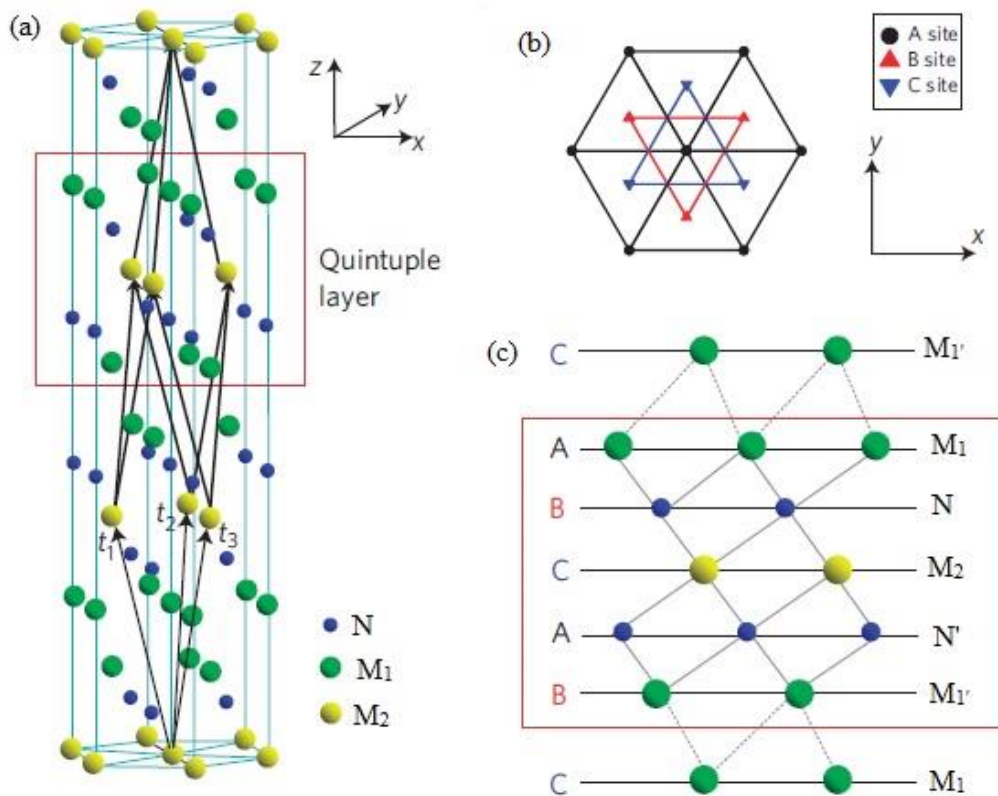 (a)
z
y
x
Quintuple
layer
t1
t2
t3
N
M1
M2
(b)
A site
B site
C site
y
x
(c)
C M1'
A M1
B N
C M2
A N'
B M1'
C M1